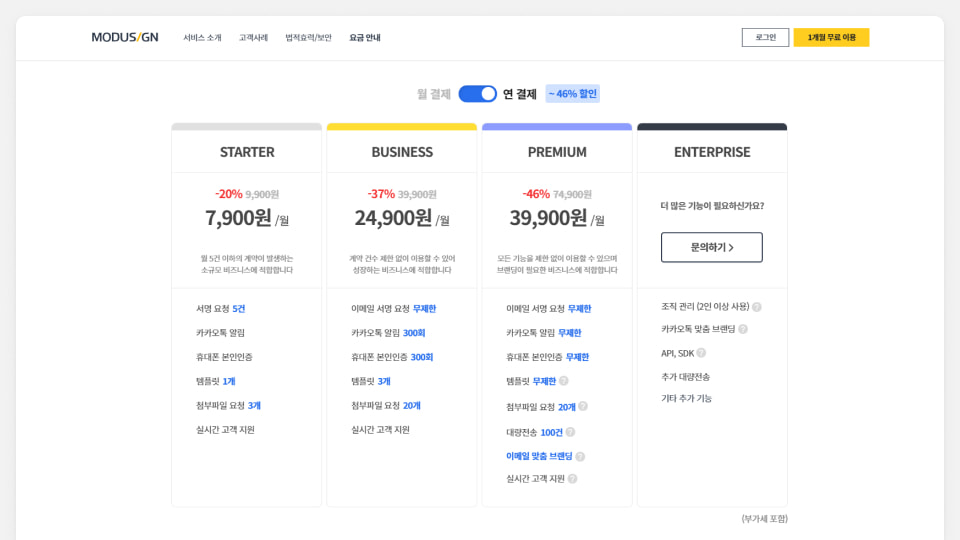 MODUSIGN
서비스 소개
고객사례
법적효력/보안
요금 안내
로그인
1개월 무료 이용
월 결제
연 결제
~ 46% 할인
STARTER
-20% 9,900원
7,900원 /월
월 5건 이하의 계약이 발생하는
소규모 비즈니스에 적합합니다
서명 요청 5건
카카오톡 알림
휴대폰 본인인증
템플릿 1개
첨부파일 요청 3개
실시간 고객 지원
BUSINESS
-37% 39,900원
24,900원 /월
계약 건수 제한 없이 이용할 수 있어
성장하는 비즈니스에 적합합니다
이메일 서명 요청 무제한
카카오톡 알림 300회
휴대폰 본인인증 300회
템플릿 3개
첨부파일 요청 20개
실시간 고객 지원
PREMIUM
-46% 74,900원
39,900원 /월
모든 기능을 제한 없이 이용할 수 있으며
브랜딩이 필요한 비즈니스에 적합합니다
이메일 서명 요청 무제한
카카오톡 알림 무제한
휴대폰 본인인증 무제한
템플릿 무제한 ?
첨부파일 요청 20개 ?
대량전송 100건 ?
이메일 맞춤 브랜딩 ?
실시간 고객 지원 ?
ENTERPRISE
더 많은 기능이 필요하신가요?
문의하기 >
조직 관리 (2인 이상 사용) ?
카카오톡 맞춤 브랜딩 ?
API, SDK ?
추가 대량전송
기타 추가 기능
(부가세 포함)